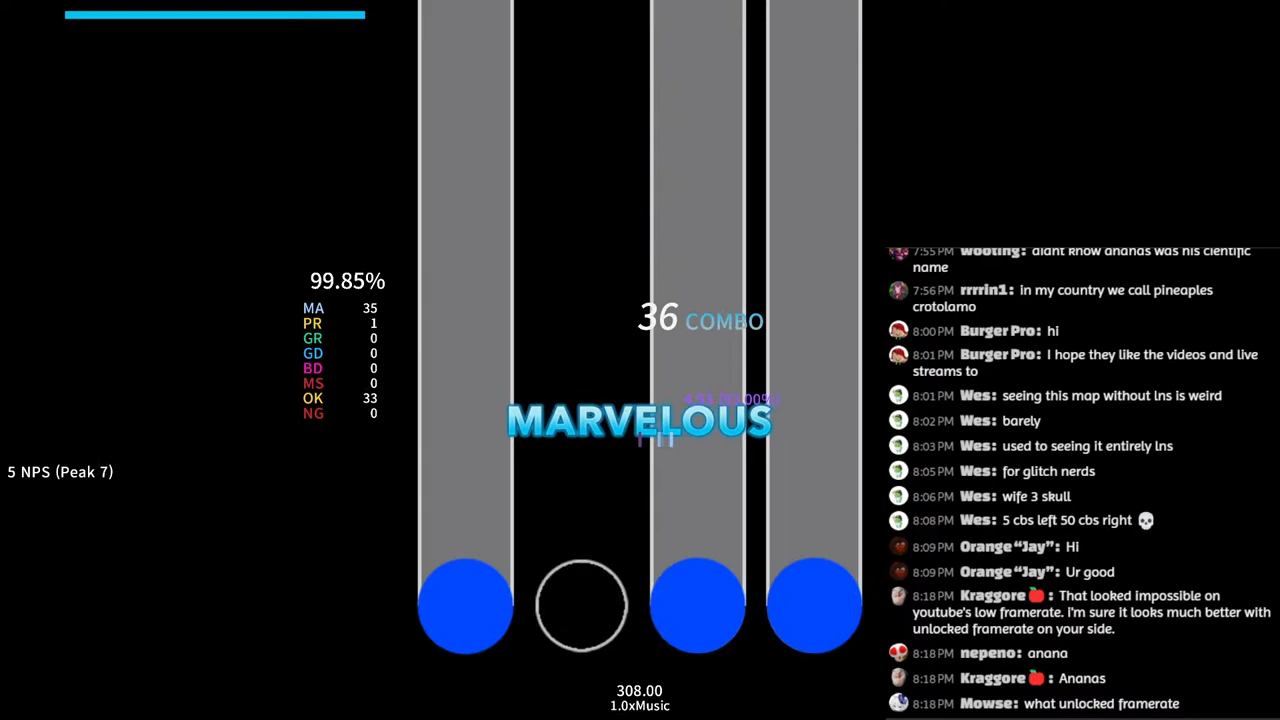 99.85%
MA 35
PR 1
GR 0
GD 0
BD 0
MS 0
OK 33
NG 0
5 NPS (Peak 7)
36 COMBO
MARVELOUS
308.00
1.0xMusic
7:55 PM wooting: didnt know ananas was his cientific
name
7:56 PM rrrrin1: in my country we call pineaples
crotolamo
8:00 PM Burger Pro: hi
8:01 PM Burger Pro: I hope they like the videos and live
streams to
8:01 PM Wes: seeing this map without lns is weird
8:02 PM Wes: barely
8:03 PM Wes: used to seeing it entirely lns
8:05 PM Wes: for glitch nerds
8:06 PM Wes: wife 3 skull
8:08 PM Wes: 5 cbs left 50 cbs right 💀
8:09 PM Orange “Jay”: Hi
8:09 PM Orange “Jay”: Ur good
8:18 PM Kraggore 🍎: That looked impossible on
youtube's low framerate. i'm sure it looks much better with
unlocked framerate on your side.
8:18 PM nepeno: anana
8:18 PM Kraggore 🍎: Ananas
8:18 PM Mowse: what unlocked framerate